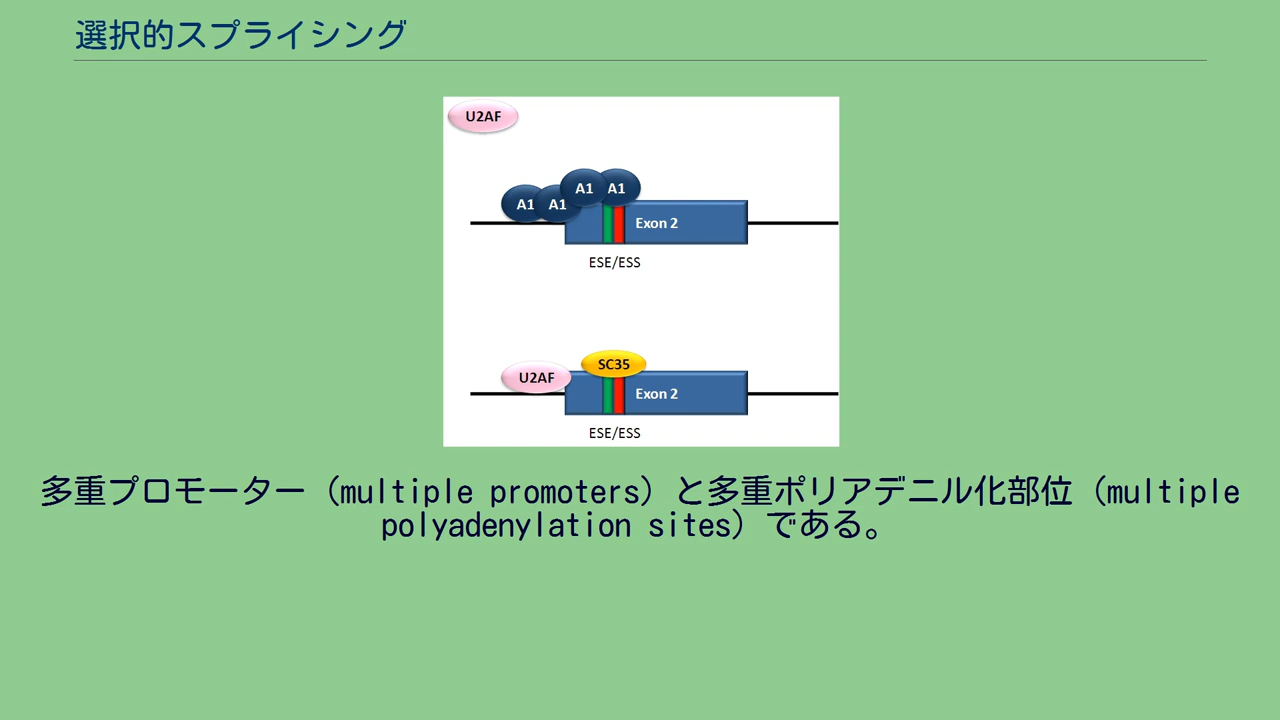 選択的スプライシング
U2AF
A1 A1
A1 A1
Exon 2
ESE/ESS
SC35
U2AF
Exon 2
ESE/ESS
多重プロモーター（multiple promoters）と多重ポリアデニル化部位（multiple
polyadenylation sites）である。